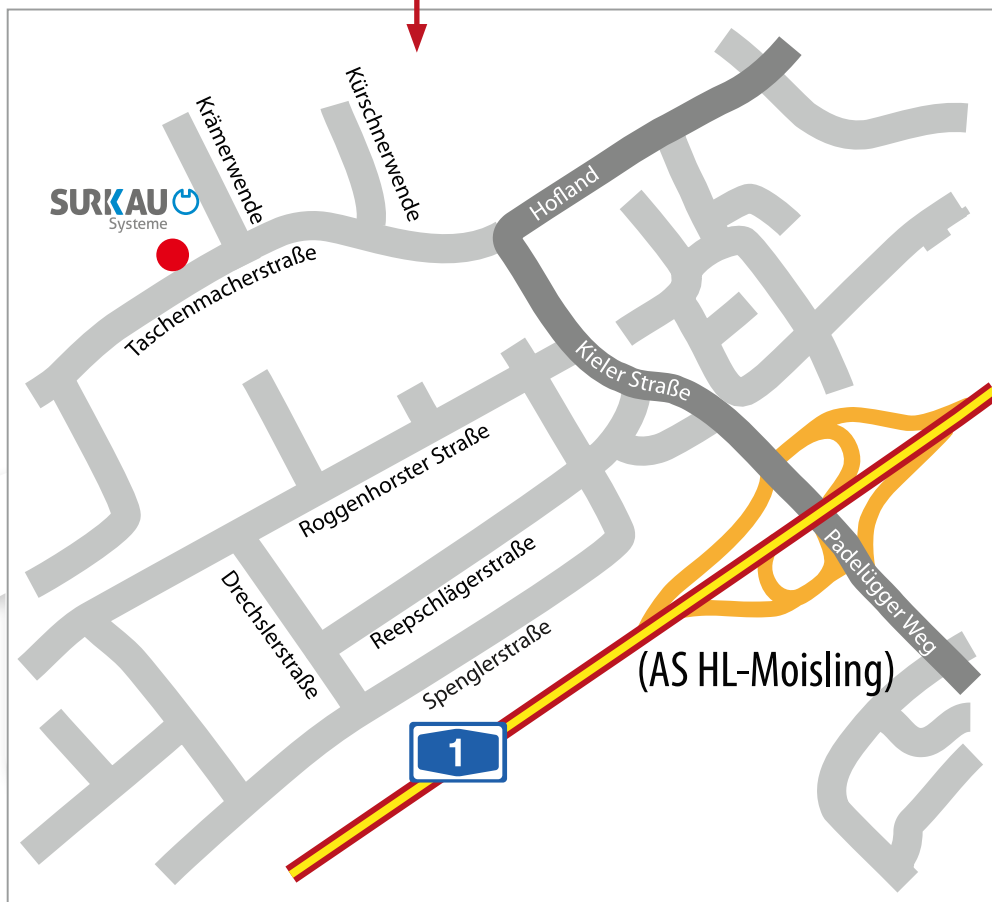 Krämerwende
Kürschnerwende
SURKAU
Systeme
Hofland
Taschenmacherstraße
Kieler Straße
Roggenhorster Straße
Drechslerstraße
Reepschlägerstraße
Spenglerstraße
Padelügger Weg
(AS HL-Moisling)
1